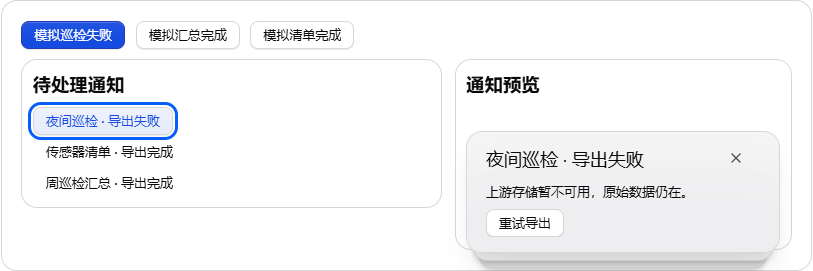 模拟巡检失败
模拟汇总完成
模拟清单完成
待处理通知
夜间巡检 · 导出失败
传感器清单 · 导出完成
周巡检汇总 · 导出完成
通知预览
夜间巡检 · 导出失败
上游存储暂不可用，原始数据仍在。
重试导出